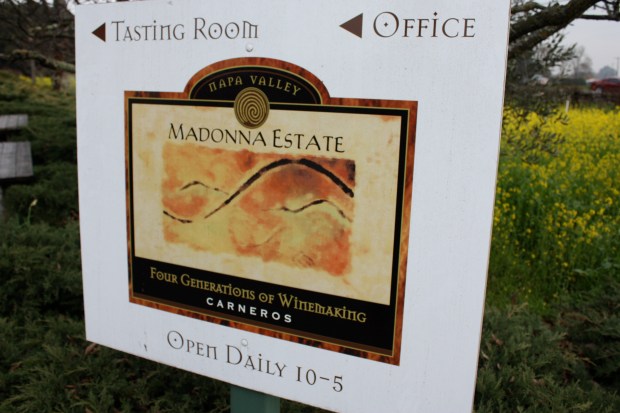 Tasting Room
Office
NAPA VALLEY
Madonna Estate
Four Generations of Winemaking
CARNEROS
Open Daily 10-5